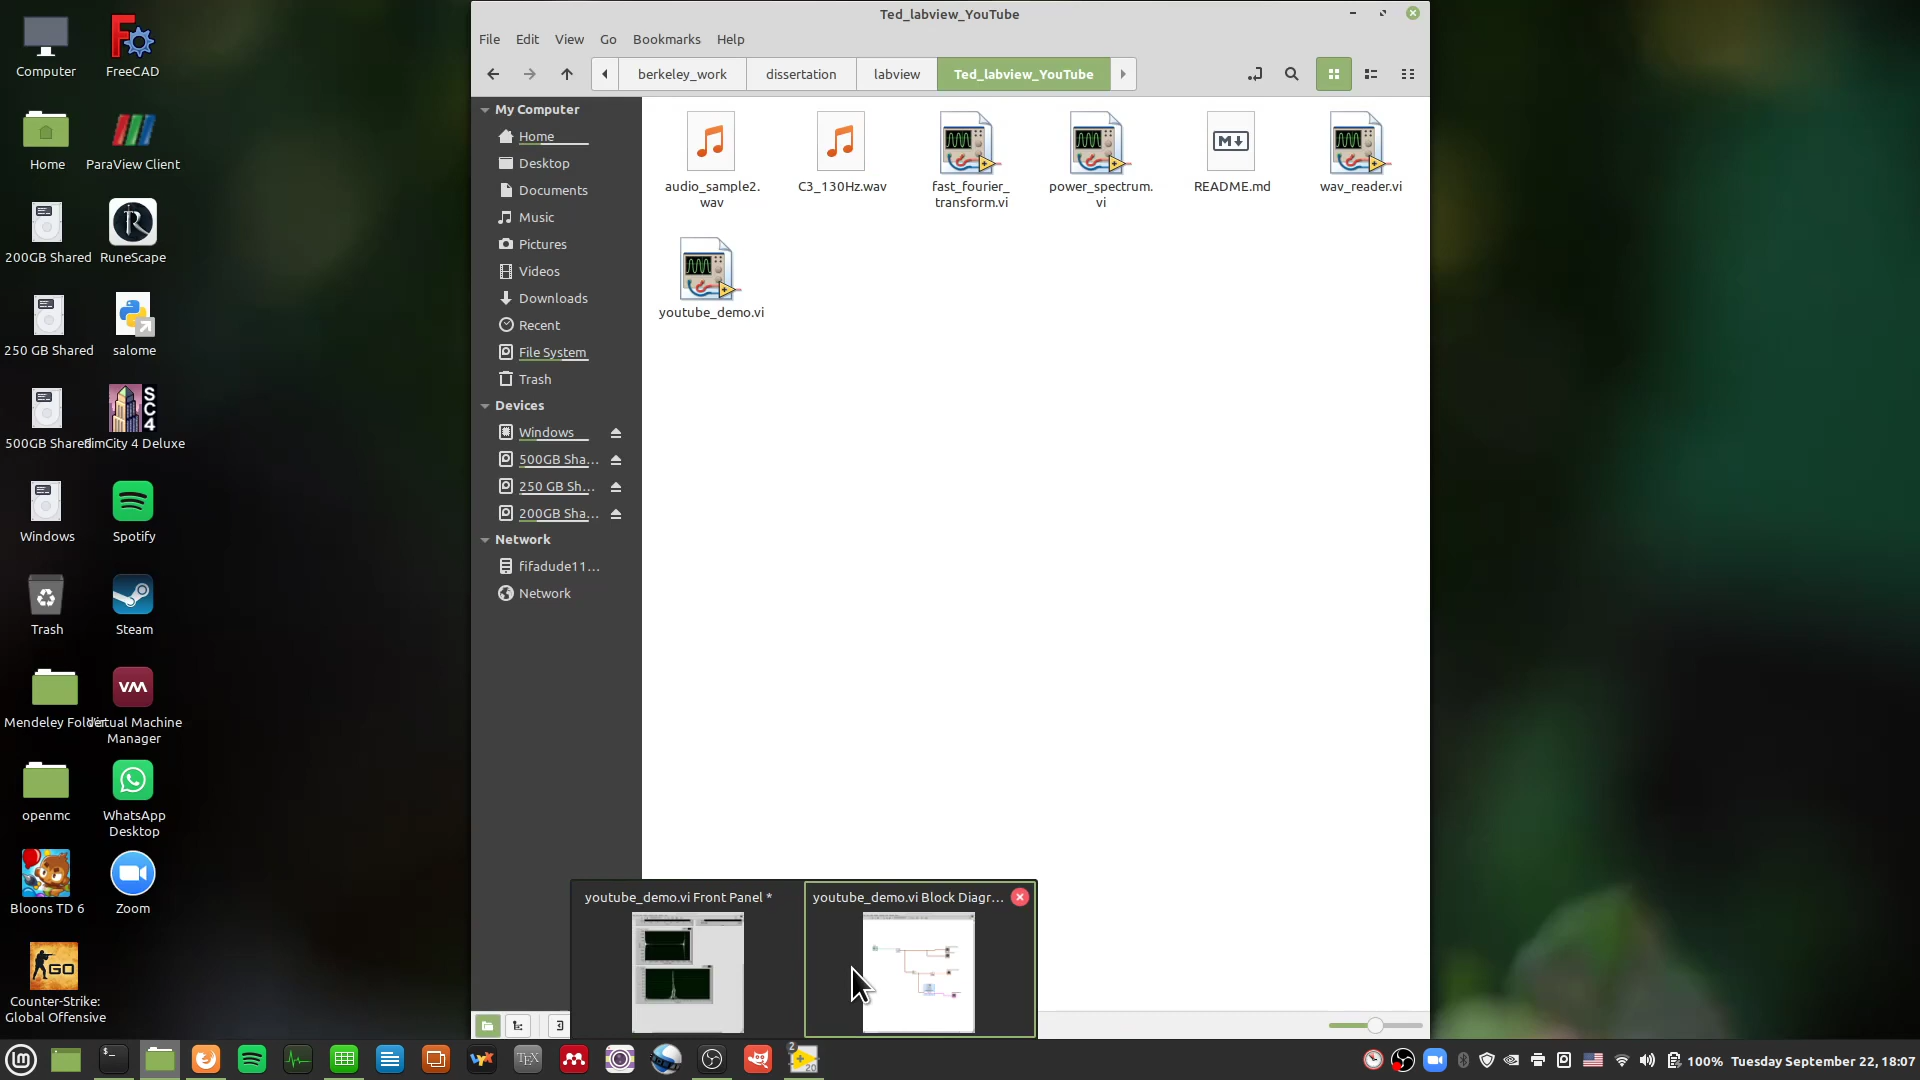 Ted_labview_YouTube
File Edit View Go Bookmarks Help
berkeley_work dissertation labview Ted_labview_YouTube
My Computer
Home
Desktop
Documents
Music
Pictures
Videos
Downloads
Recent
File System
Trash
Devices
Windows
500GB Sha...
250 GB Sh...
200GB Sha...
Network
fifadude11...
Network
audio_sample2.
wav
C3_130Hz.wav
fast_fourier_
transform.vi
power_spectrum.
vi
README.md
wav_reader.vi
youtube_demo.vi
Computer
FreeCAD
Home
ParaView Client
200GB Shared
RuneScape
250 GB Shared
salome
500GB Shared
SimCity 4 Deluxe
Windows
Spotify
Trash
Steam
Mendeley Folder
Virtual Machine
Manager
openmc
WhatsApp
Desktop
Bloons TD 6
Zoom
Counter-Strike:
Global Offensive
youtube_demo.vi Front Panel *
youtube_demo.vi Block Diagr...
100% Tuesday September 22, 18:07